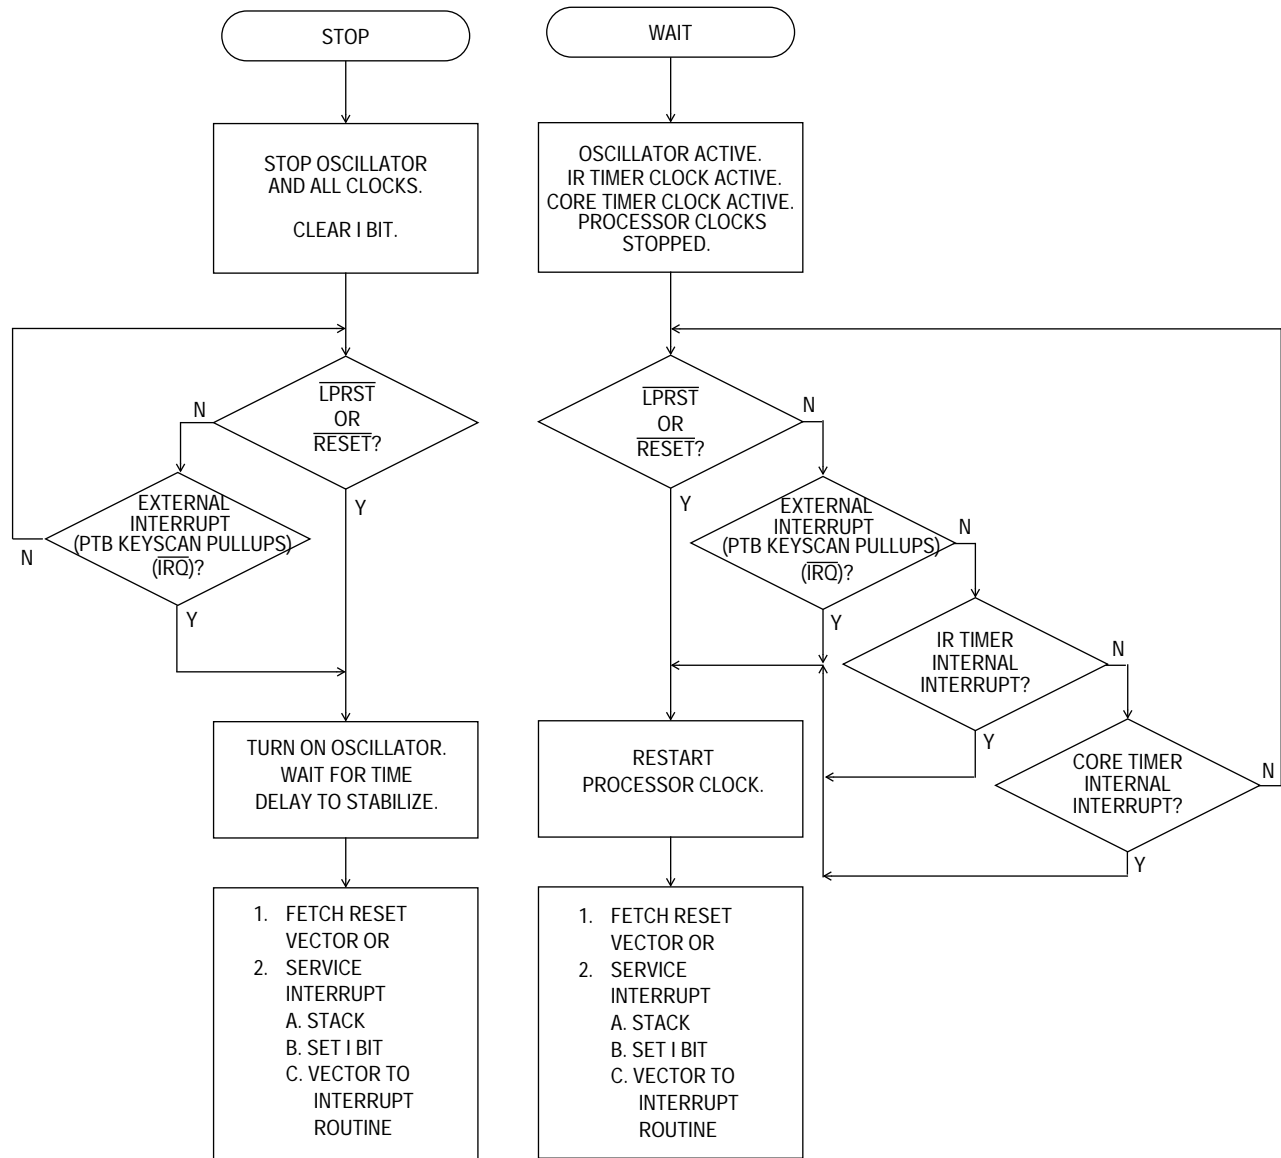 STOP
STOP OSCILLATOR
AND ALL CLOCKS.
CLEAR I BIT.
LPRST
OR
RESET?
N
Y
EXTERNAL
INTERRUPT
(PTB KEYSCAN PULLUPS)
(IRQ)?
N
Y
TURN ON OSCILLATOR.
WAIT FOR TIME
DELAY TO STABILIZE.
1. FETCH RESET
VECTOR OR
2. SERVICE
INTERRUPT
A. STACK
B. SET I BIT
C. VECTOR TO
INTERRUPT
ROUTINE
WAIT
OSCILLATOR ACTIVE.
IR TIMER CLOCK ACTIVE.
CORE TIMER CLOCK ACTIVE.
PROCESSOR CLOCKS
STOPPED.
LPRST
OR
RESET?
N
Y
EXTERNAL
INTERRUPT
(PTB KEYSCAN PULLUPS)
(IRQ)?
N
Y
IR TIMER
INTERNAL
INTERRUPT?
N
Y
CORE TIMER
INTERNAL
INTERRUPT?
N
Y
RESTART
PROCESSOR CLOCK.
1. FETCH RESET
VECTOR OR
2. SERVICE
INTERRUPT
A. STACK
B. SET I BIT
C. VECTOR TO
INTERRUPT
ROUTINE